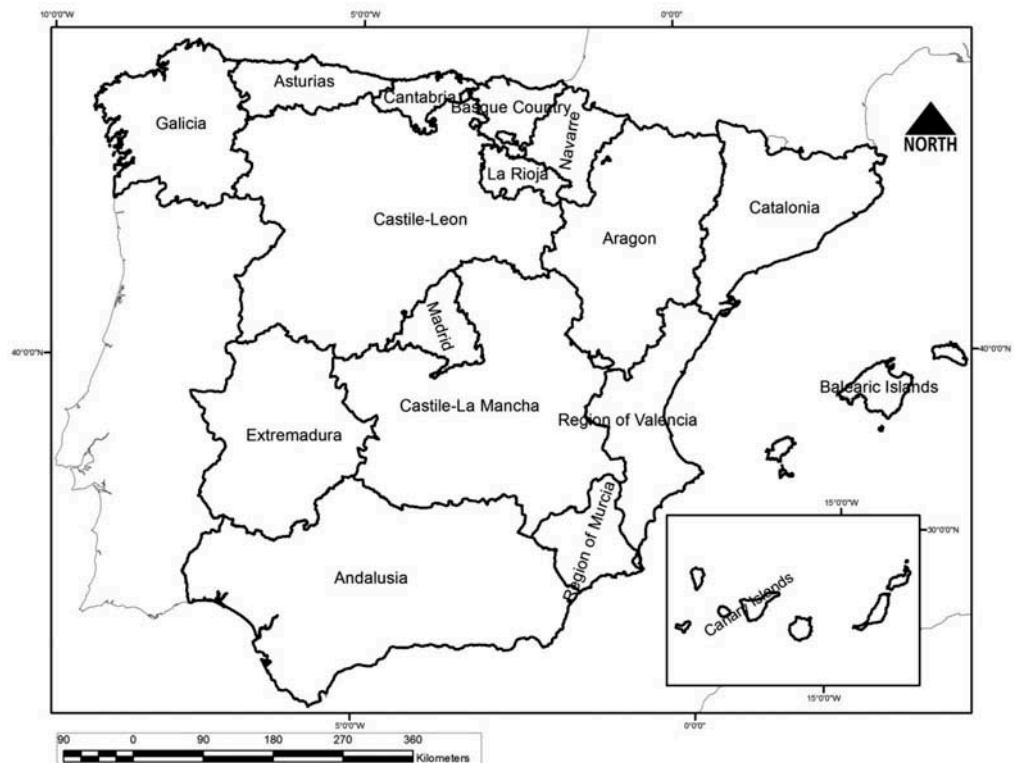 10°0'0"W
5°0'0"W
0°0'0"
Asturias
Cantabria
Basque Country
Galicia
Navarre
NORTH
La Rioja
Castile-Leon
Catalonia
Aragon
Madrid
40°0'0"N
40°0'0"N
Balearic Islands
Castile-La Mancha
Region of Valencia
Extremadura
Region of Murcia
15°0'0"W
30°0'0"N
Andalusia
Canary Islands
15°0'0"W
5°0'0"W
0°0'0"
90 0 90 180 270 360
Kilometers